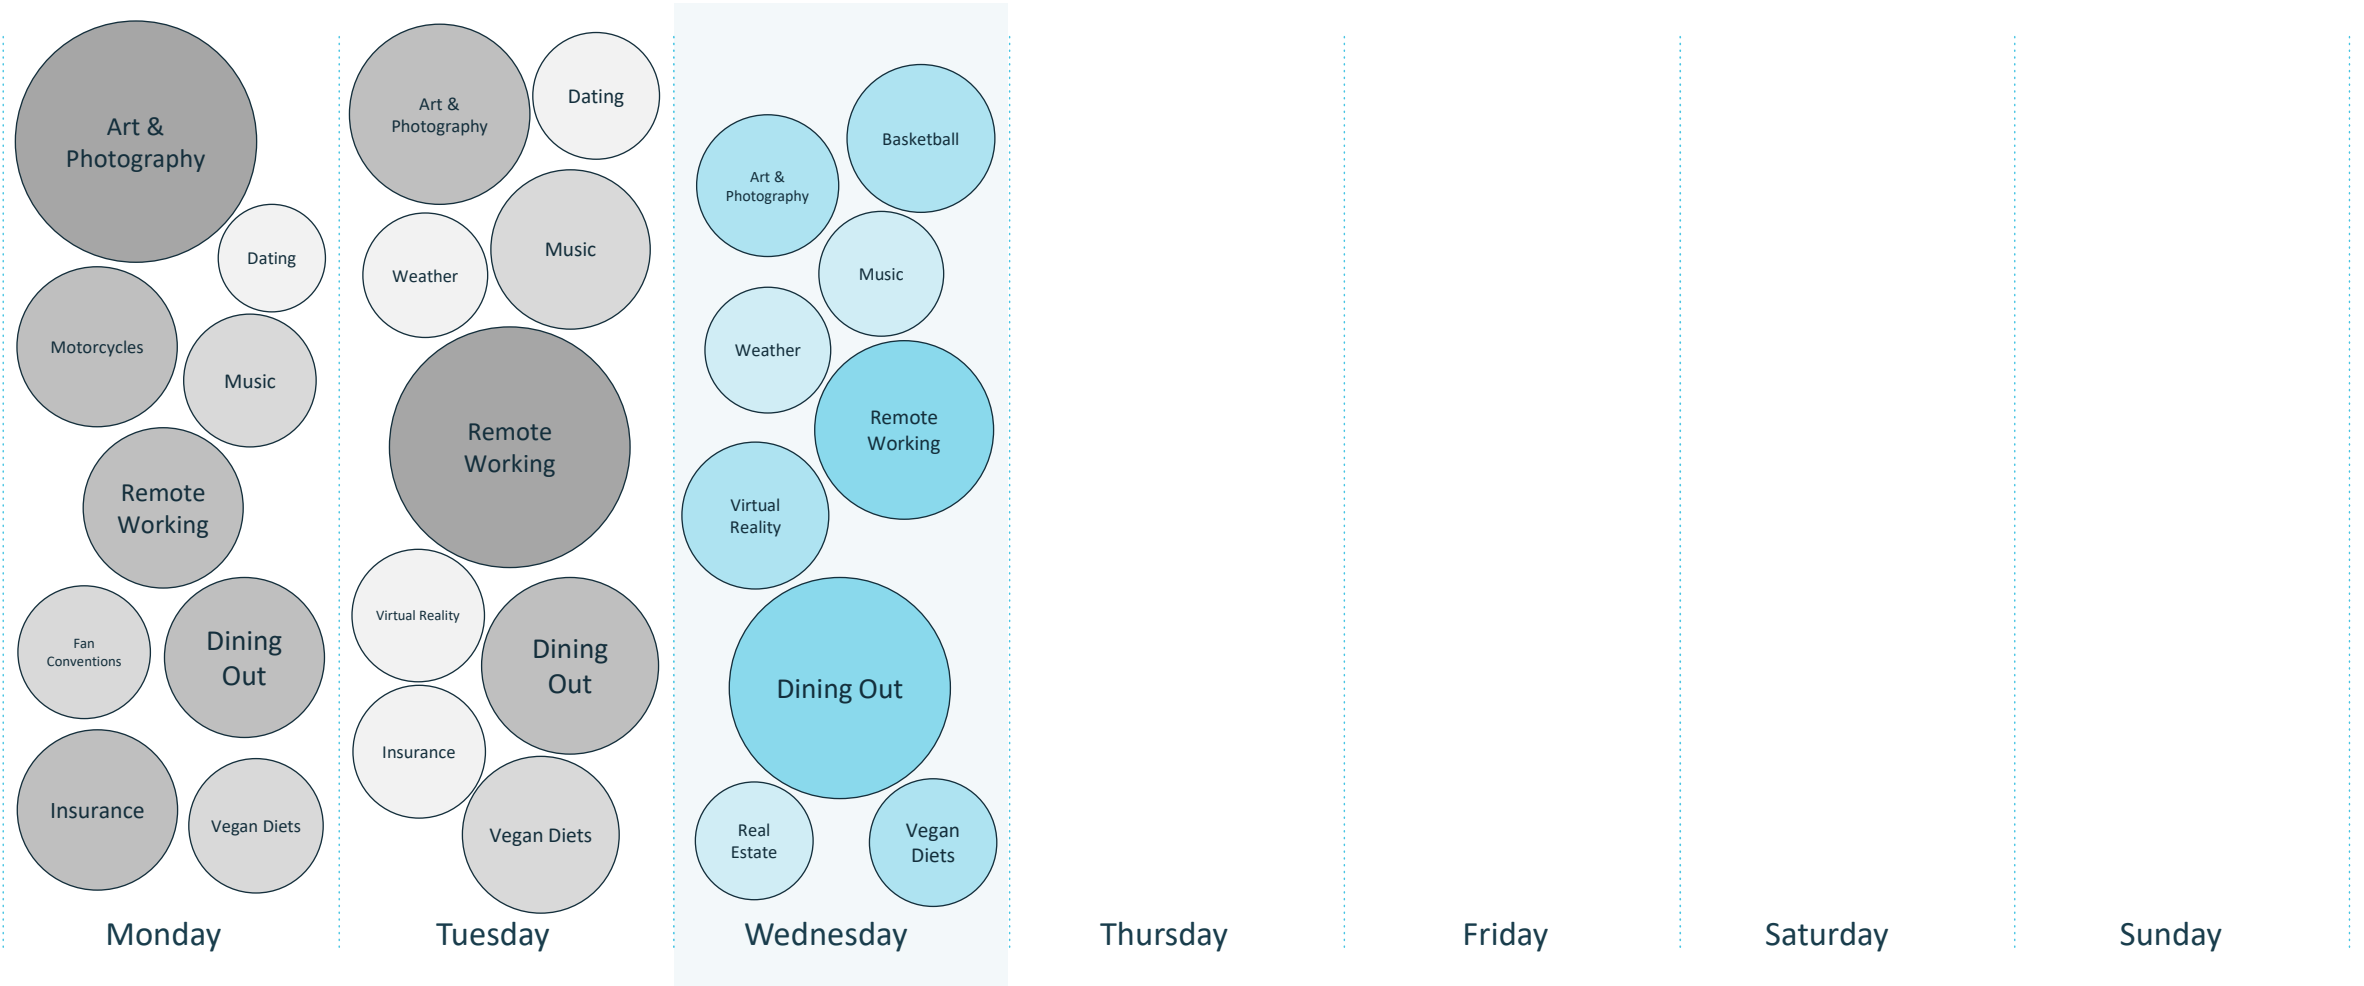 Art &
Photography
Dating
Motorcycles
Music
Remote
Working
Fan
Conventions
Dining
Out
Insurance
Vegan Diets
Monday
Art &
Photography
Dating
Weather
Music
Remote
Working
Virtual Reality
Dining
Out
Insurance
Vegan Diets
Tuesday
Basketball
Art &
Photography
Music
Weather
Remote
Working
Virtual
Reality
Dining Out
Real
Estate
Vegan
Diets
Wednesday
Thursday
Friday
Saturday
Sunday